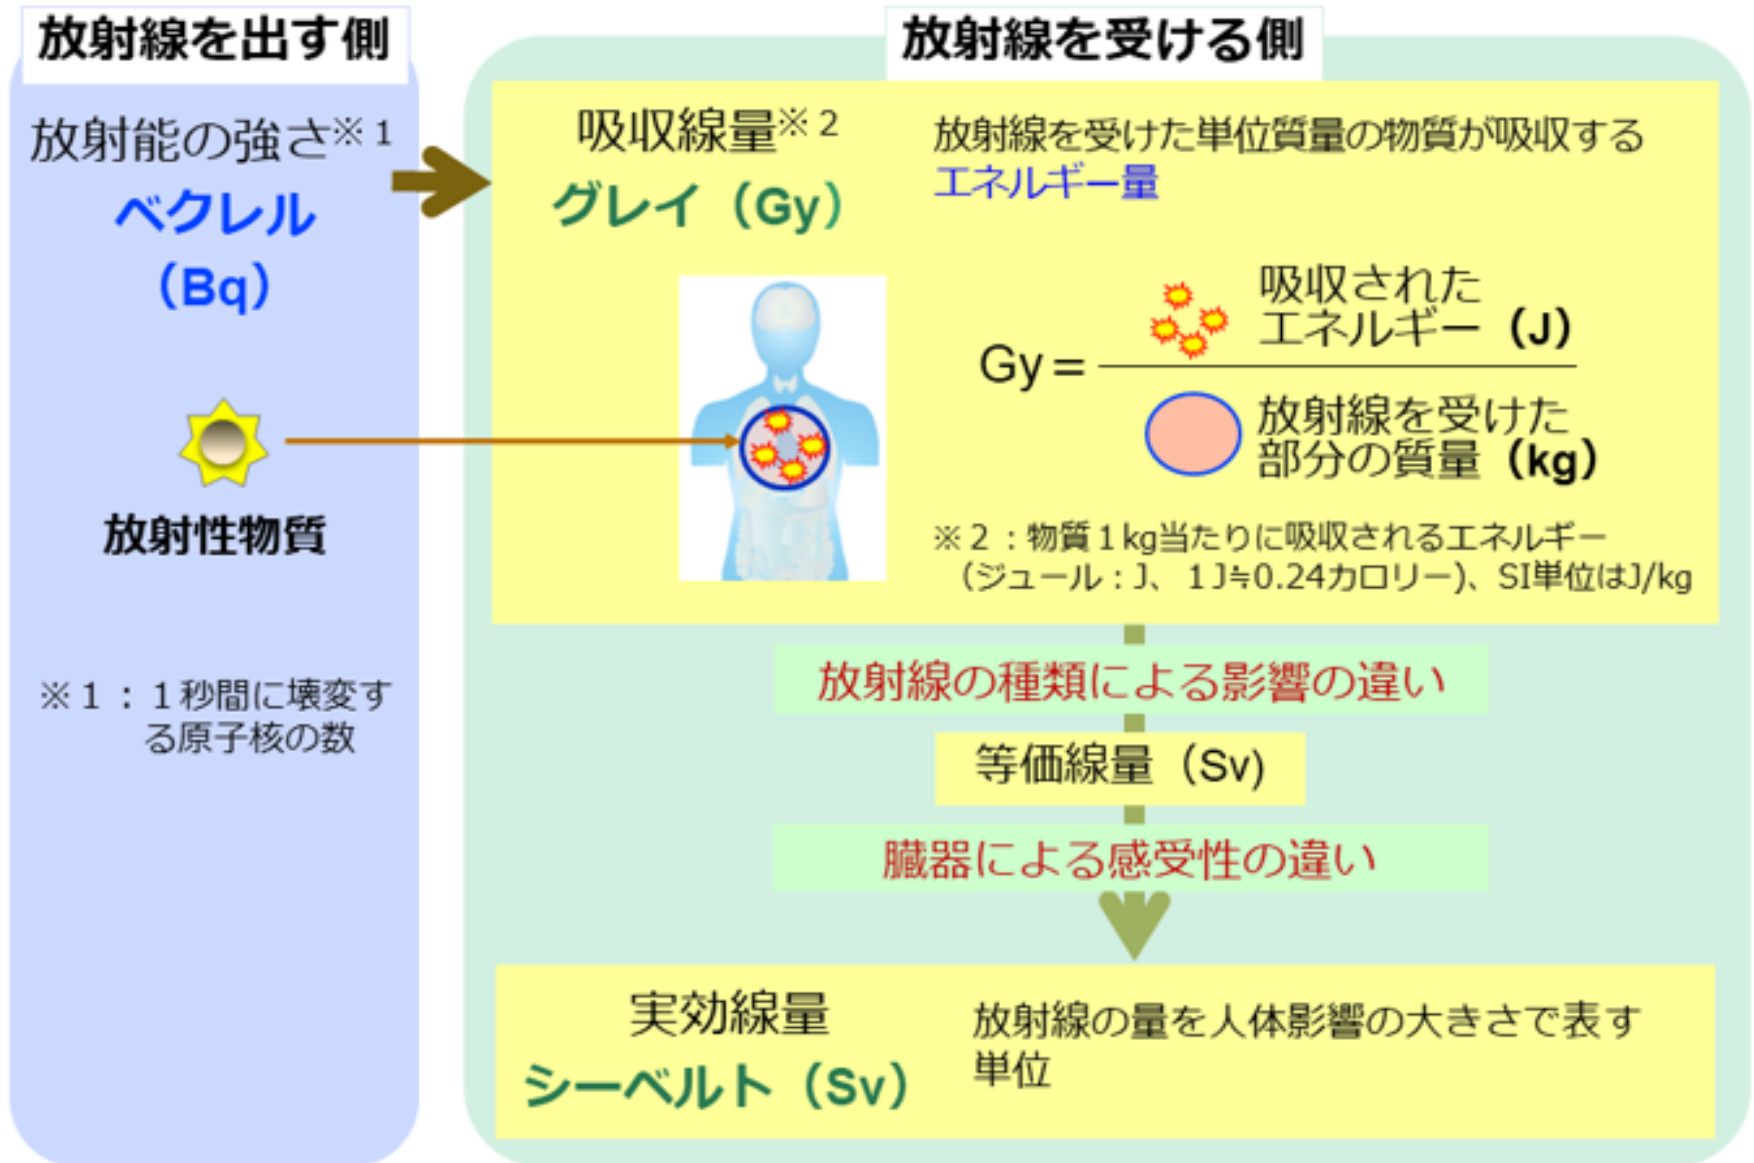 放射線を出す側
放射能の強さ※1
ベクレル
（Bq）
放射性物質
※１：１秒間に壊変す
る原子核の数
放射線を受ける側
吸収線量※2
グレイ（Gy）
放射線を受けた単位質量の物質が吸収する
エネルギー量
Gy＝
吸収された
エネルギー（J）
放射線を受けた
部分の質量（kg）
※２：物質１kg当たりに吸収されるエネルギー
（ジュール：J、１J≒0.24カロリー)、SI単位はJ/kg
放射線の種類による影響の違い
等価線量（Sv)
臓器による感受性の違い
実効線量
シーベルト（Sv）
放射線の量を人体影響の大きさで表す
単位